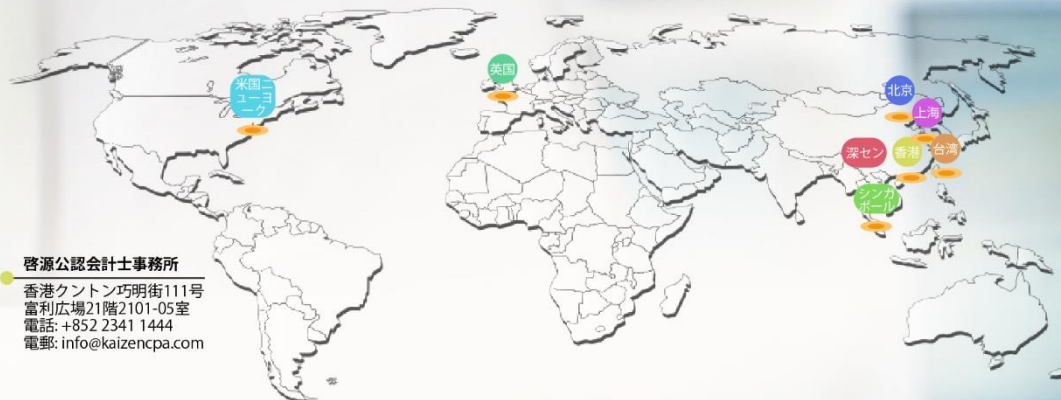 米国ニ
ューヨ
ーク
英国
北京
上海
深セン
香港
台湾
シンガ
ポール
啓源公認会計士事務所
香港クントン巧明街111号
富利広場21階2101-05室
電話: +852 2341 1444
電郵: info@kaizencpa.com